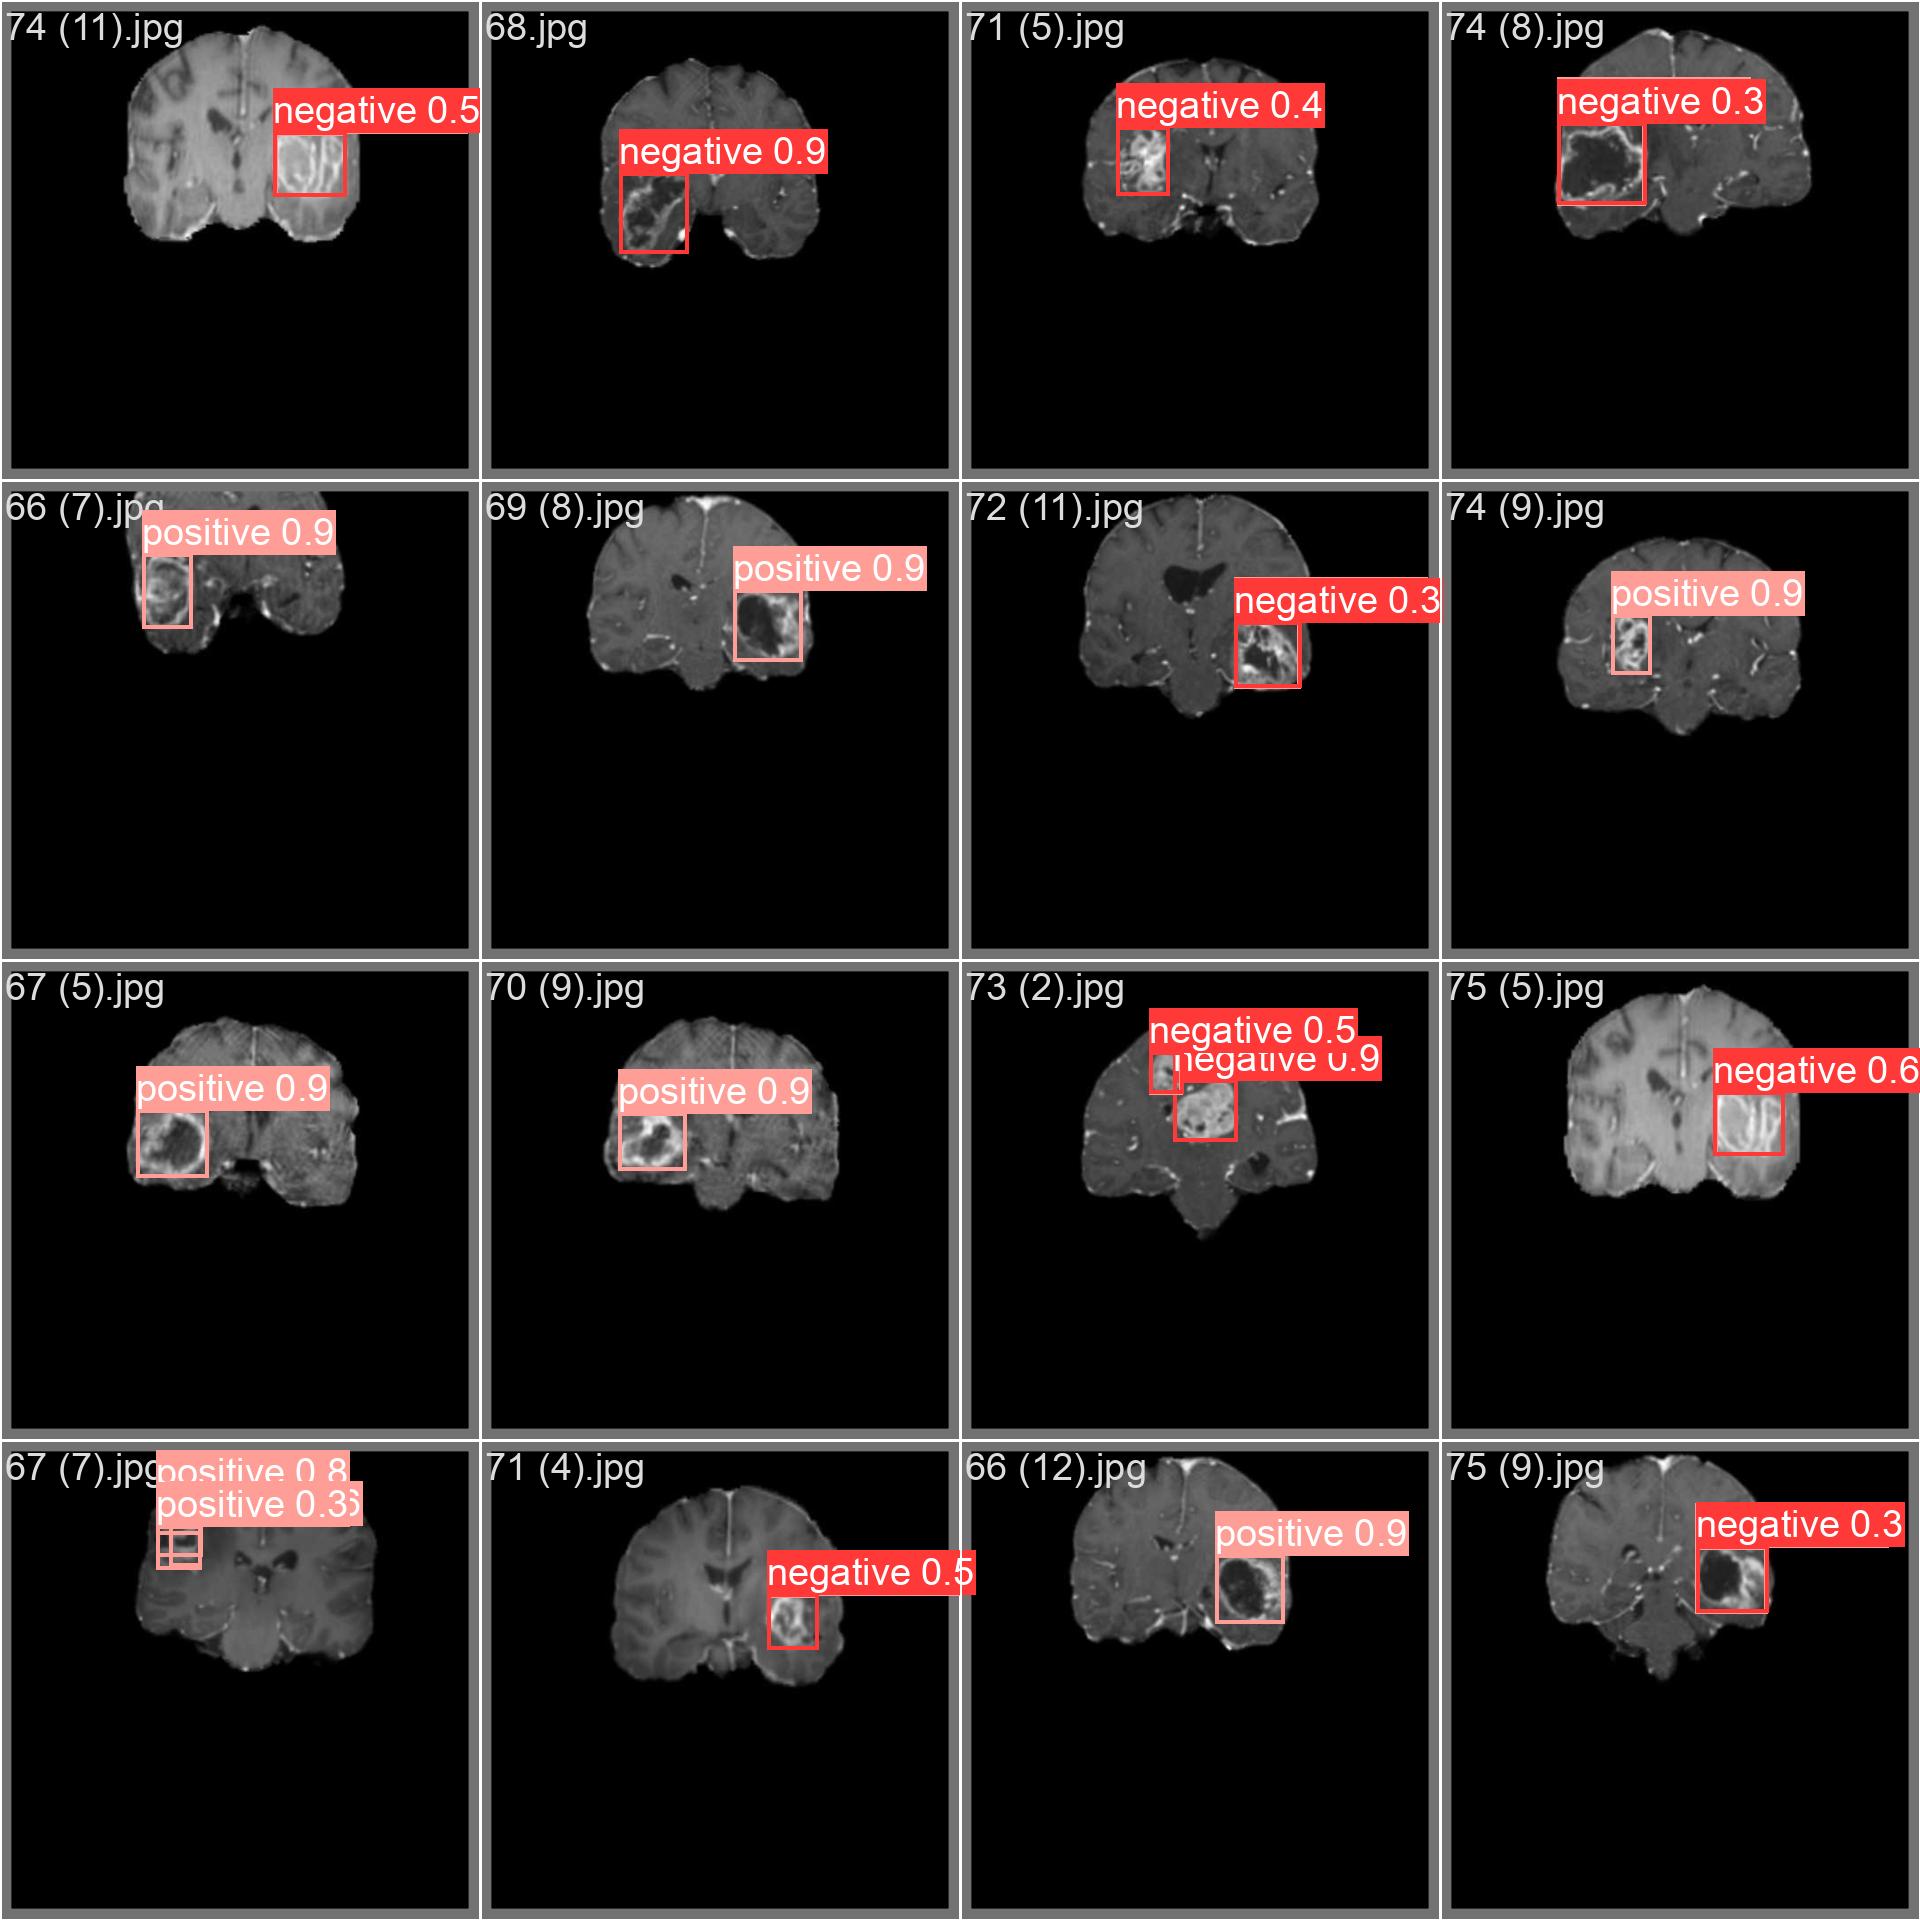 74 (11).jpg
negative 0.5
68.jpg
negative 0.9
71 (5).jpg
negative 0.4
74 (8).jpg
negative 0.3
66 (7).jpg
positive 0.9
69 (8).jpg
positive 0.9
72 (11).jpg
negative 0.3
74 (9).jpg
positive 0.9
67 (5).jpg
positive 0.9
70 (9).jpg
positive 0.9
73 (2).jpg
negative 0.5
negative 0.9
75 (5).jpg
negative 0.6
67 (7).jpg
positive 0.8
positive 0.3
71 (4).jpg
negative 0.5
66 (12).jpg
positive 0.9
75 (9).jpg
negative 0.3